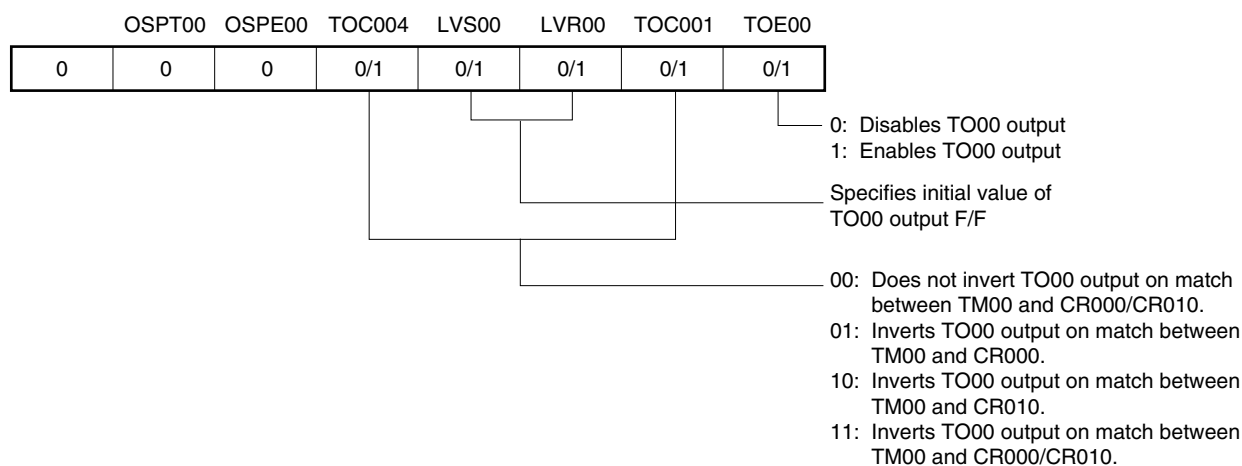 OSPT00 OSPE00 TOC004 LVS00 LVR00 TOC001 TOE00
0 0 0 0/1 0/1 0/1 0/1 0/1
0: Disables TO00 output
1: Enables TO00 output
Specifies initial value of
TO00 output F/F
00: Does not invert TO00 output on match
between TM00 and CR000/CR010.
01: Inverts TO00 output on match between
TM00 and CR000.
10: Inverts TO00 output on match between
TM00 and CR010.
11: Inverts TO00 output on match between
TM00 and CR000/CR010.